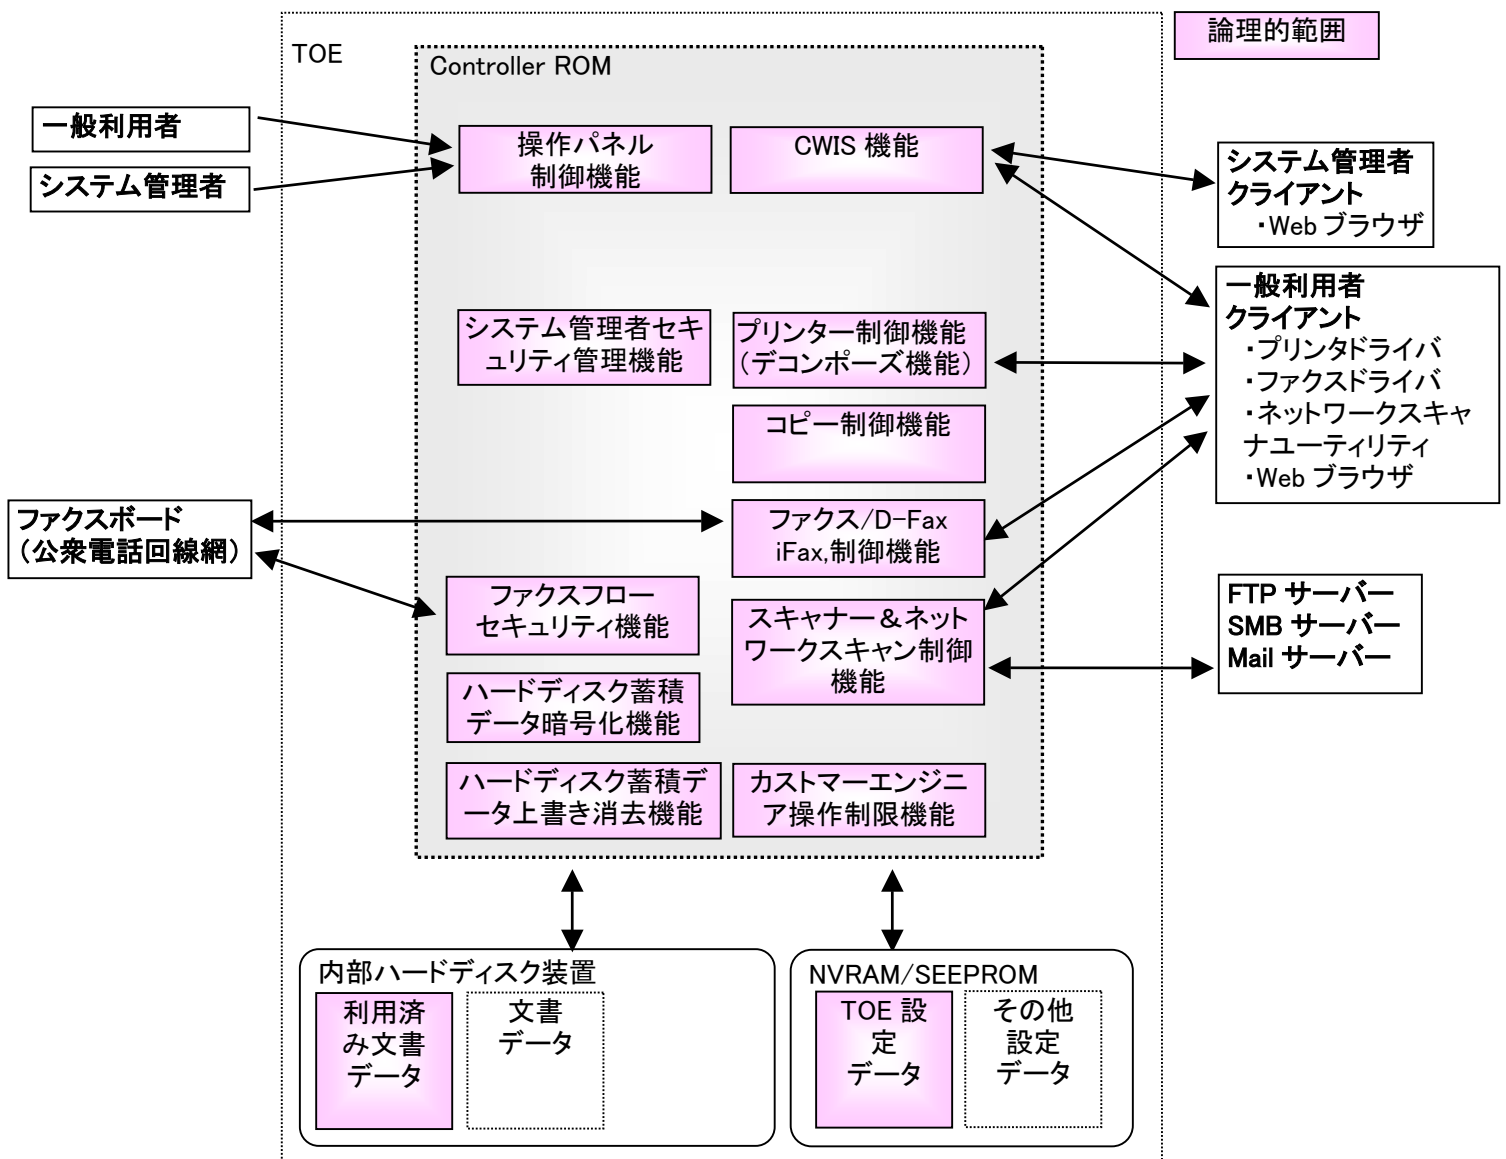 論理的範囲
TOE
Controller ROM
一般利用者
システム管理者
操作パネル
制御機能
CWIS 機能
システム管理者
クライアント
・Web ブラウザ
一般利用者
クライアント
・プリンタドライバ
・ファクスドライバ
・ネットワークスキャ
ナユーティリティ
・Web ブラウザ
システム管理者セキ
ュリティ管理機能
プリンター制御機能
（デコンポーズ機能）
コピー制御機能
ファクスボード
（公衆電話回線網）
ファクス/D-Fax
iFax,制御機能
ファクスフロー
セキュリティ機能
スキャナー＆ネット
ワークスキャン制御
機能
FTP サーバー
SMB サーバー
Mail サーバー
ハードディスク蓄積
データ暗号化機能
ハードディスク蓄積デ
ータ上書き消去機能
カストマーエンジニ
ア操作制限機能
内部ハードディスク装置
利用済
み文書
データ
文書
データ
NVRAM/SEEPROM
TOE 設
定
データ
その他
設定
データ